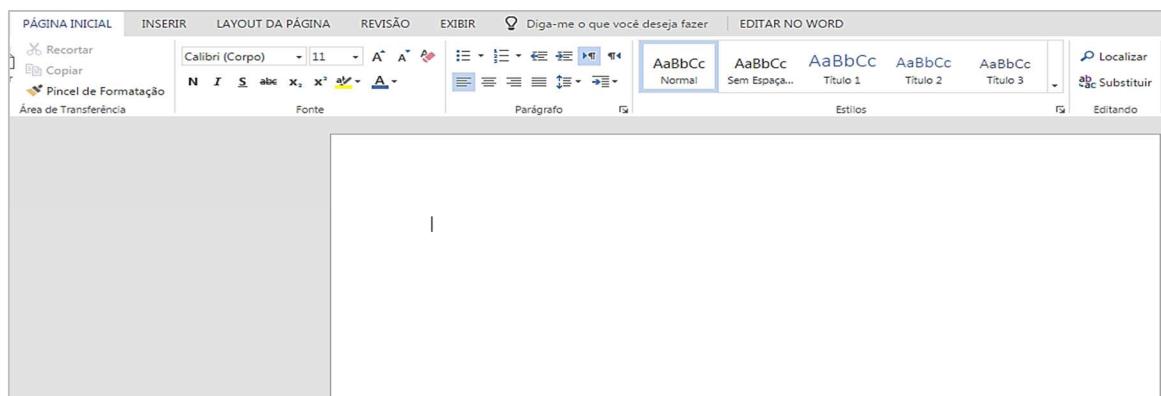 PÁGINA INICIAL INSERIR LAYOUT DA PÁGINA REVISÃO EXIBIR Diga-me o que você deseja fazer EDITAR NO WORD
Recortar
Copiar
Pincel de Formatação
Área de Transferência
Calibri (Corpo) 11 A A
N I S abc x₂ x² aby A
Fonte
Parágrafo
AaBbCc AaBbCc AaBbCc AaBbCc AaBbCc
Normal Sem Espaça... Título 1 Título 2 Título 3
Estilos
Localizar
Substituir
Editando